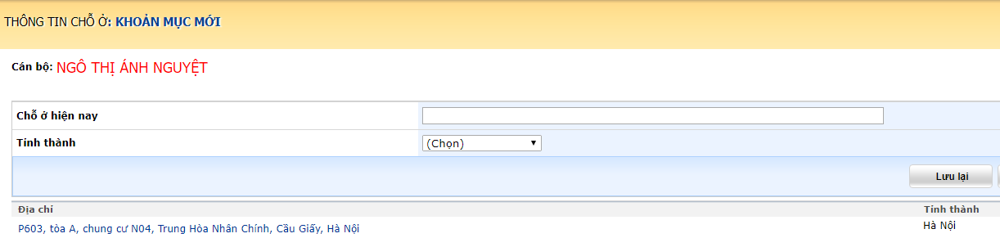 THÔNG TIN CHỖ Ở: KHOẢN MỤC MỚI
Cán bộ: NGÔ THỊ ÁNH NGUYỆT
Chỗ ở hiện nay
Tỉnh thành (Chọn)
Lưu lại
Địa chỉ Tỉnh thành
P603, tòa A, chung cư N04, Trung Hòa Nhân Chính, Cầu Giấy, Hà Nội Hà Nội